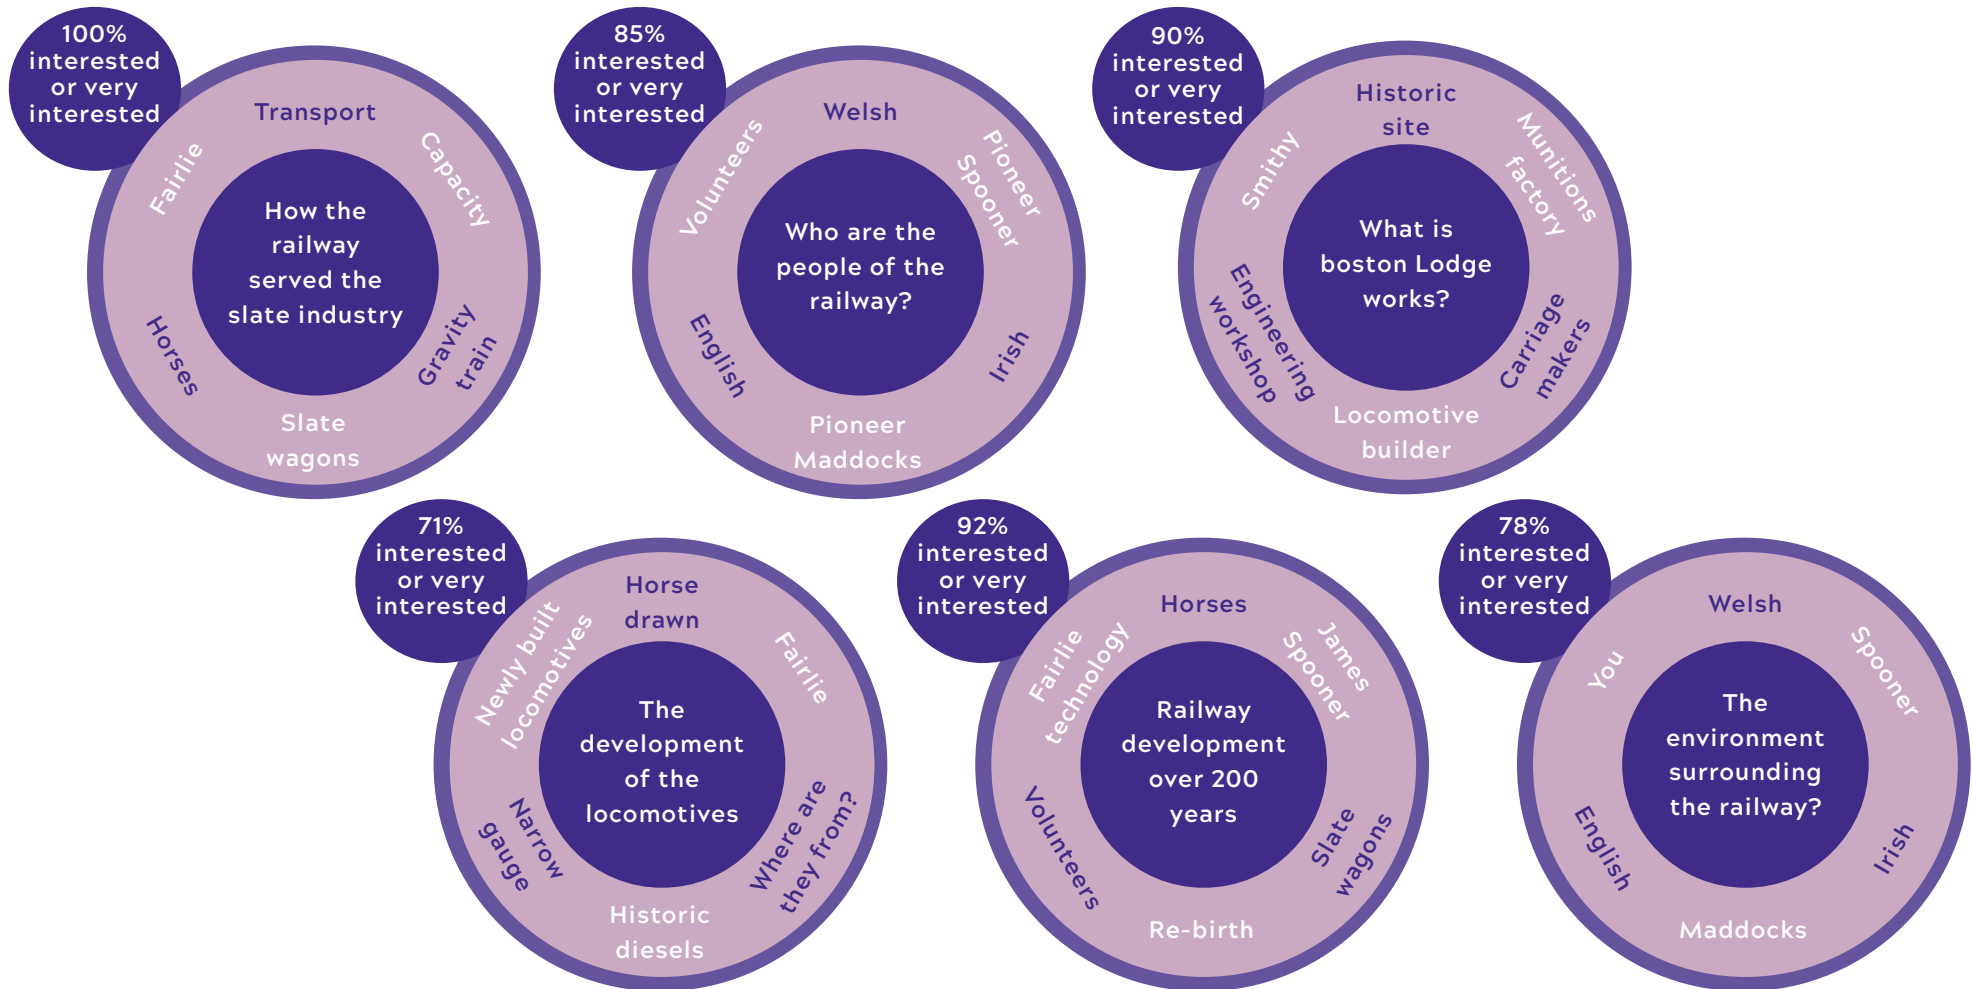 100%
interested
or very
interested
Transport
Fairlie
Capacity
How the
railway
served the
slate industry
Horses
Gravity
train
Slate
wagons
85%
interested
or very
interested
Welsh
Volunteers
Pioneer
Spooner
Who are the
people of the
railway?
English
Irish
Pioneer
Maddocks
90%
interested
or very
interested
Historic
site
Smithy
Munitions
factory
What is
boston Lodge
works?
Engineering
workshop
Carriage
makers
Locomotive
builder
71%
interested
or very
interested
Horse
drawn
Newly built
locomotives
Fairlie
The
development
of the
locomotives
Narrow
gauge
Where are
they from?
Historic
diesels
92%
interested
or very
interested
Horses
Fairlie
technology
James
Spooner
Railway
development
over 200
years
Volunteers
Slate
wagons
Re-birth
78%
interested
or very
interested
Welsh
You
Spooner
The
environment
surrounding
the railway?
English
Irish
Maddocks